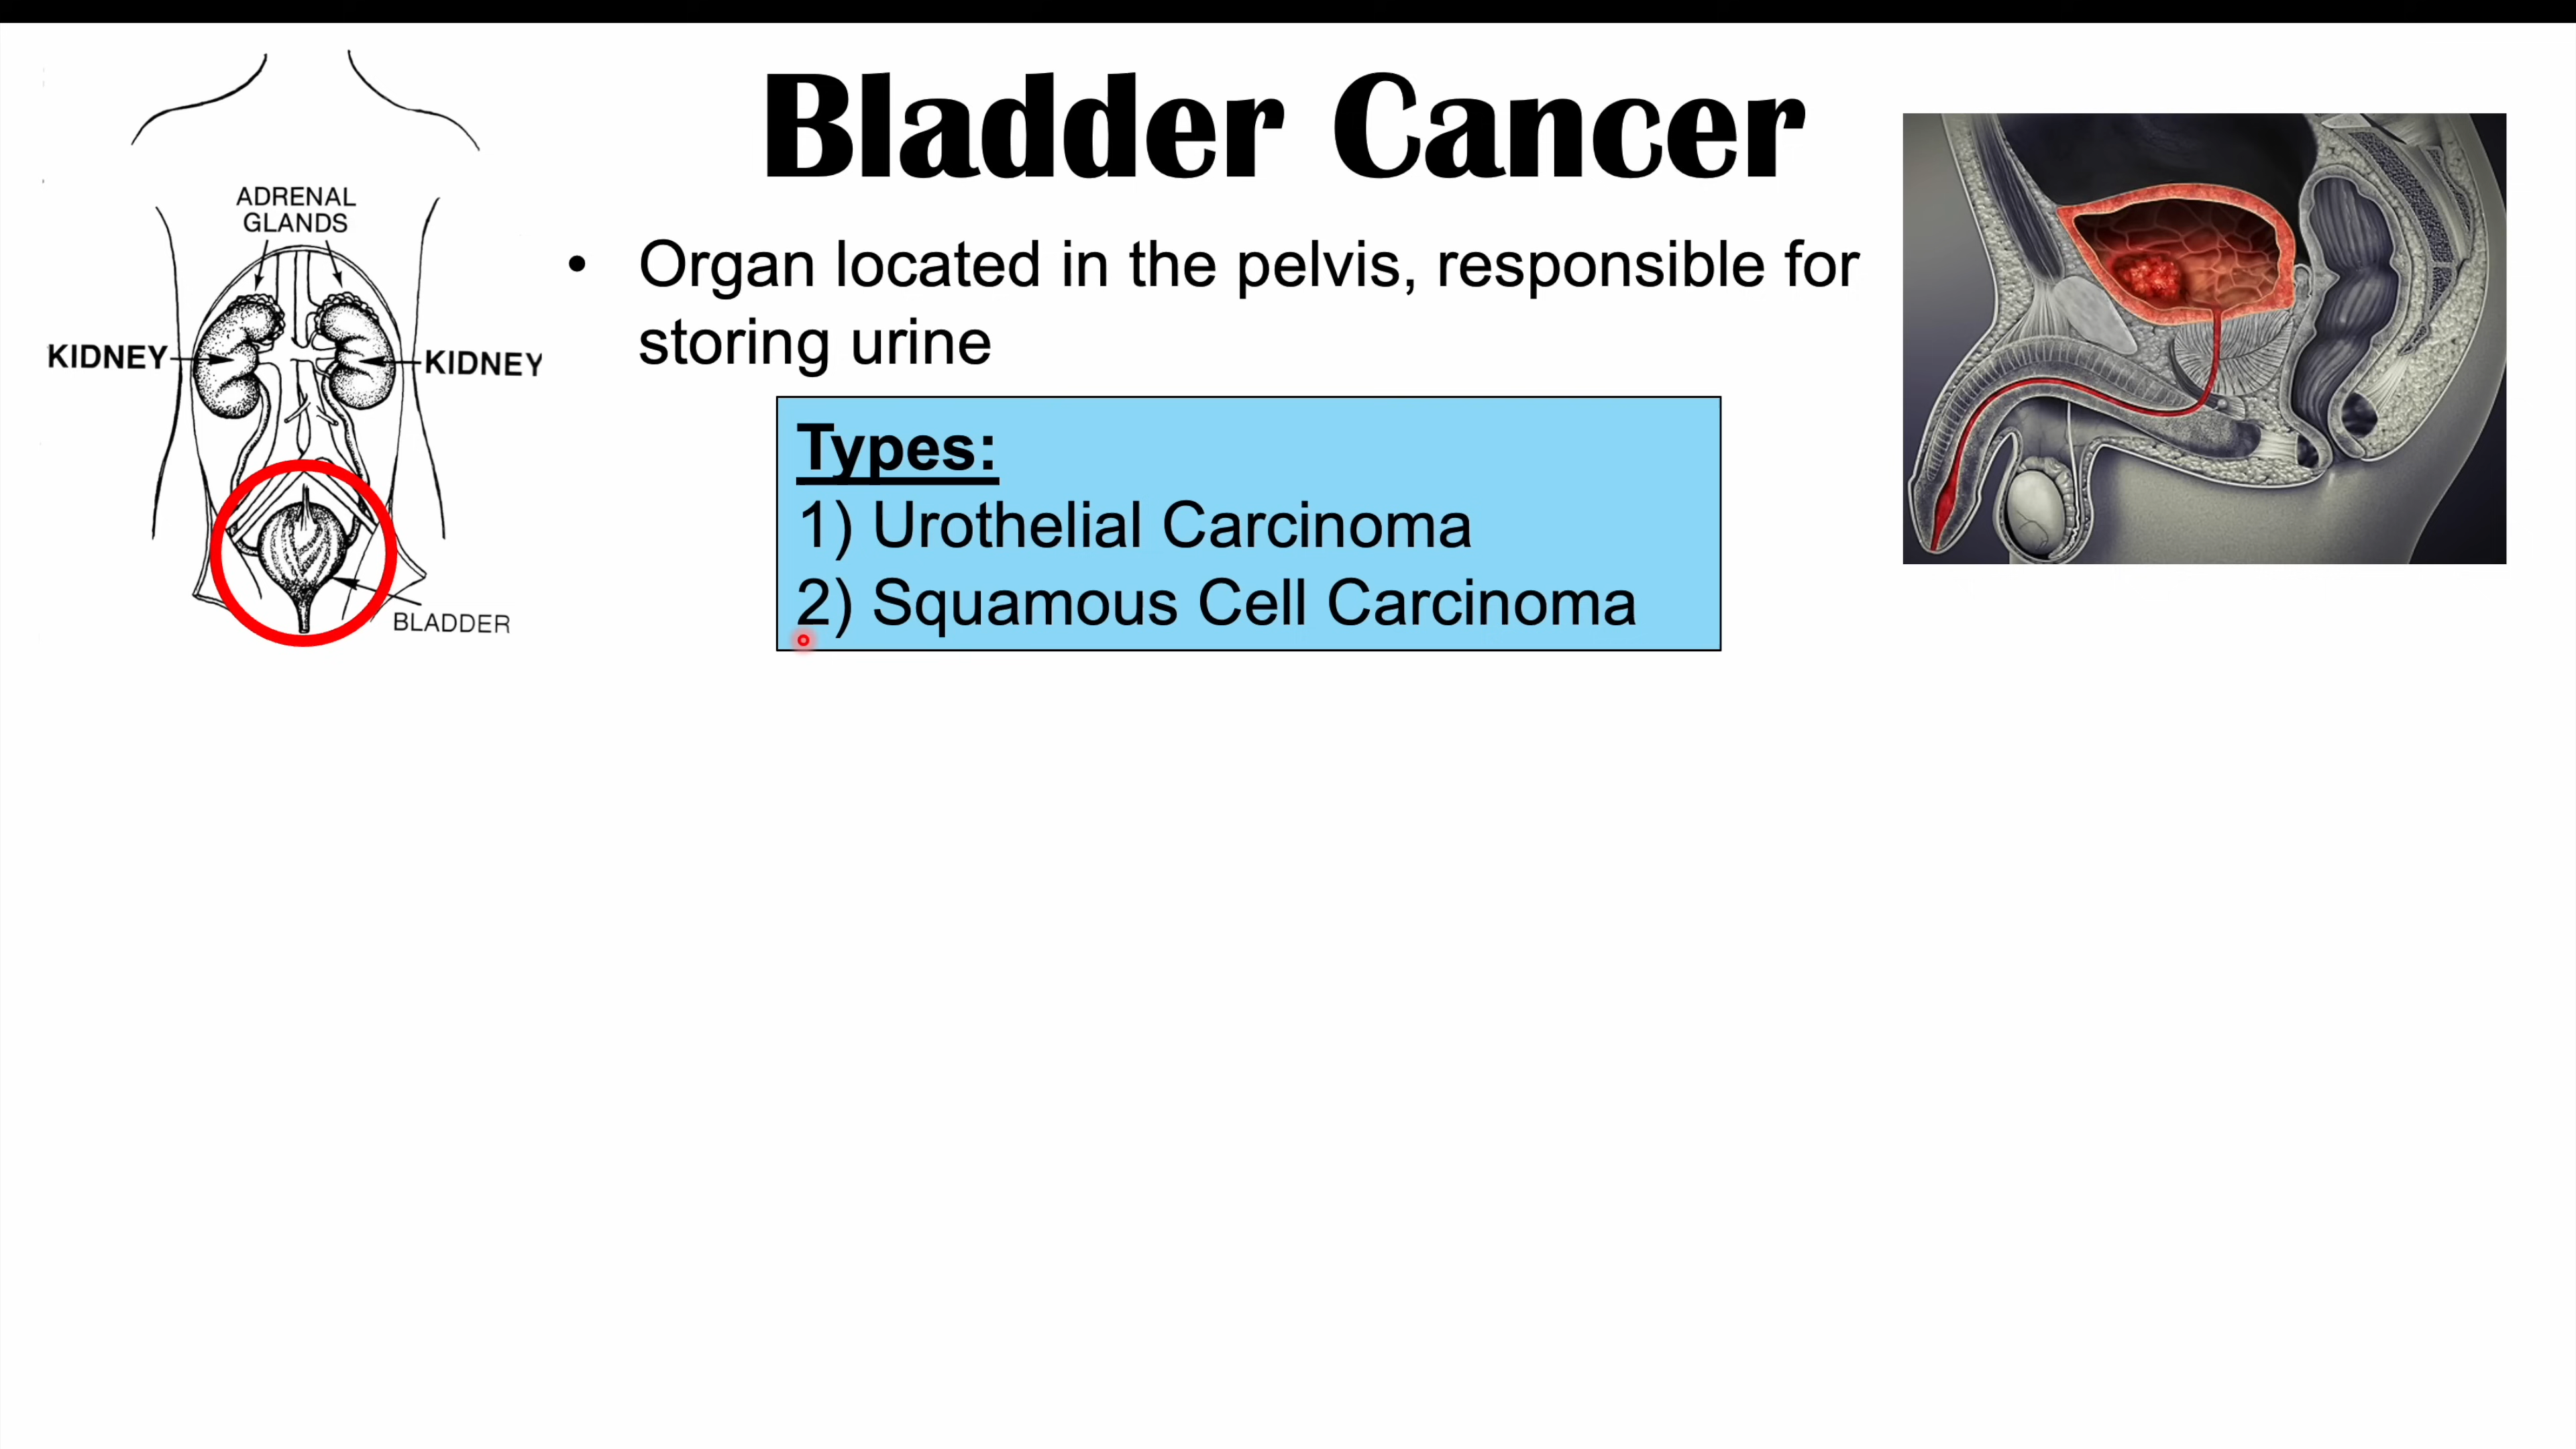 Bladder Cancer
ADRENAL
GLANDS
KIDNEY
KIDNEY
BLADDER
• Organ located in the pelvis, responsible for
storing urine
Types:
1) Urothelial Carcinoma
2) Squamous Cell Carcinoma